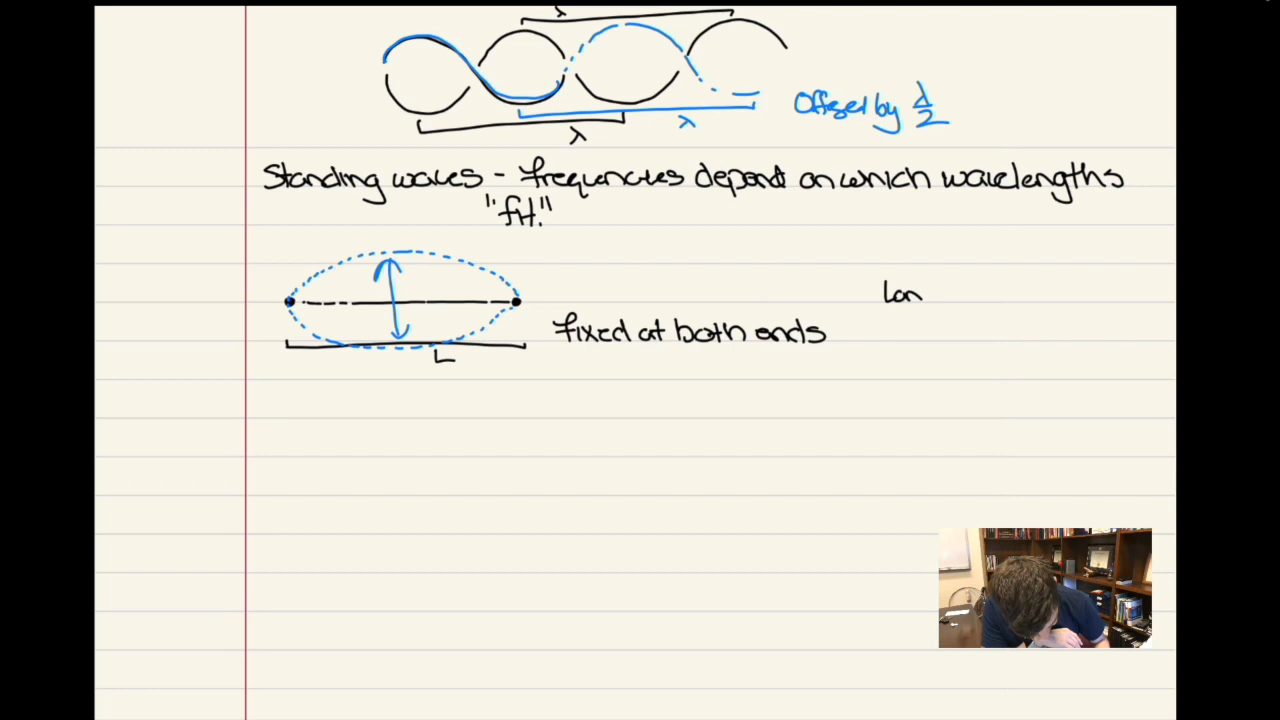 λ
λ
λ
Offset by λ/2
Standing waves - frequencies depend on which wavelengths
"fit."
Lon
fixed at both ends
L